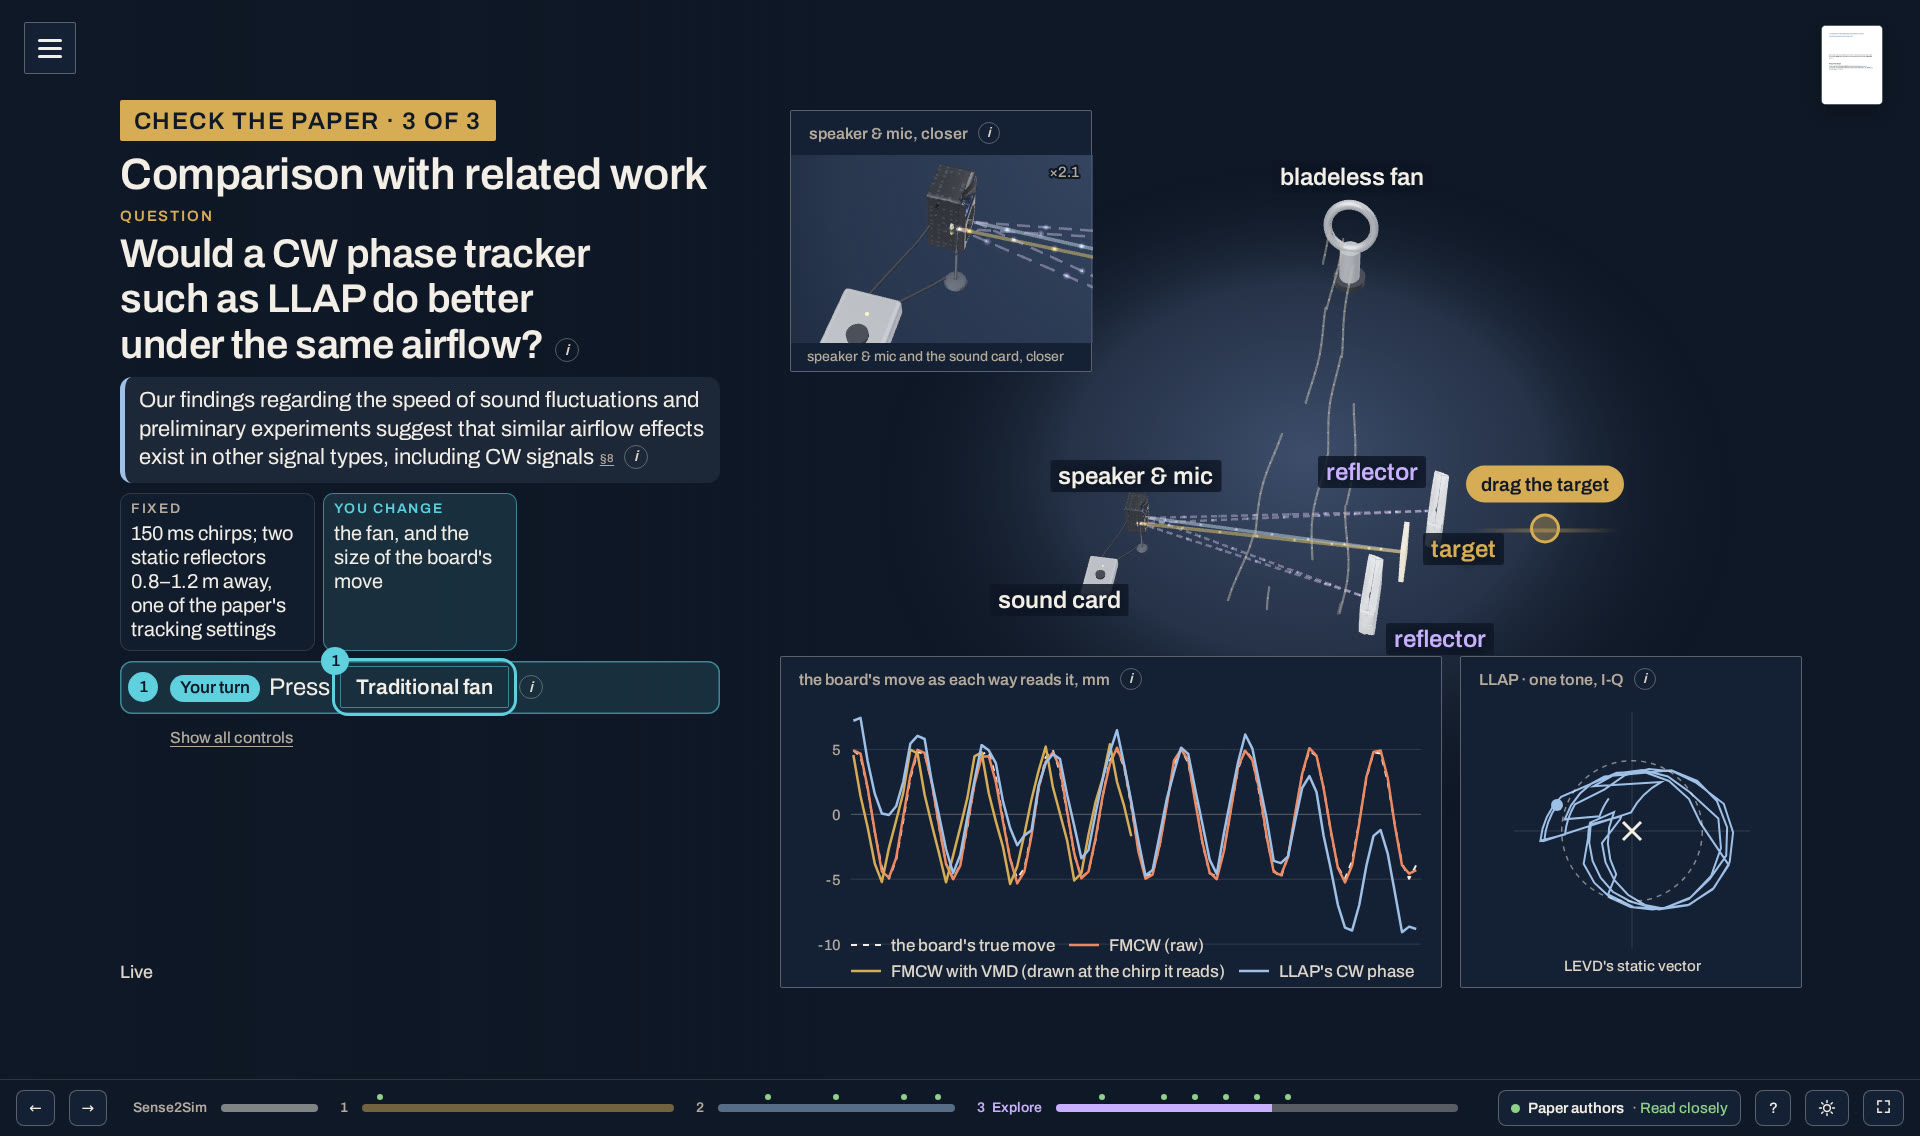 CHECK THE PAPER · 3 OF 3
Comparison with related work
QUESTION
Would a CW phase tracker
such as LLAP do better
under the same airflow? i
Our findings regarding the speed of sound fluctuations and
preliminary experiments suggest that similar airflow effects
exist in other signal types, including CW signals §8 i
FIXED
150 ms chirps; two
static reflectors
0.8–1.2 m away,
one of the paper's
tracking settings
YOU CHANGE
the fan, and the
size of the board's
move
1
1 Your turn Press Traditional fan i
Show all controls
Live
speaker & mic, closer i
×2.1
speaker & mic and the sound card, closer
bladeless fan
speaker & mic
reflector
drag the target
target
sound card
reflector
the board's move as each way reads it, mm i
5
0
-5
-10
the board's true move FMCW (raw)
FMCW with VMD (drawn at the chirp it reads) LLAP's CW phase
LLAP · one tone, I-Q i
LEVD's static vector
← → Sense2Sim 1 2 3 Explore Paper authors · Read closely ?